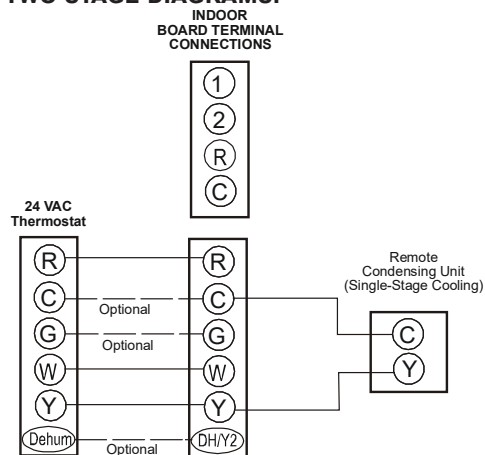 TWO-STAGE DIAGRAMS:
INDOOR
BOARD TERMINAL
CONNECTIONS
1
2
R
C
24 VAC
Thermostat
R
C
G
W
Y
Dehum
Optional
Optional
Optional
R
C
G
W
Y
DH/Y2
Remote
Condensing Unit
(Single-Stage Cooling)
C
Y